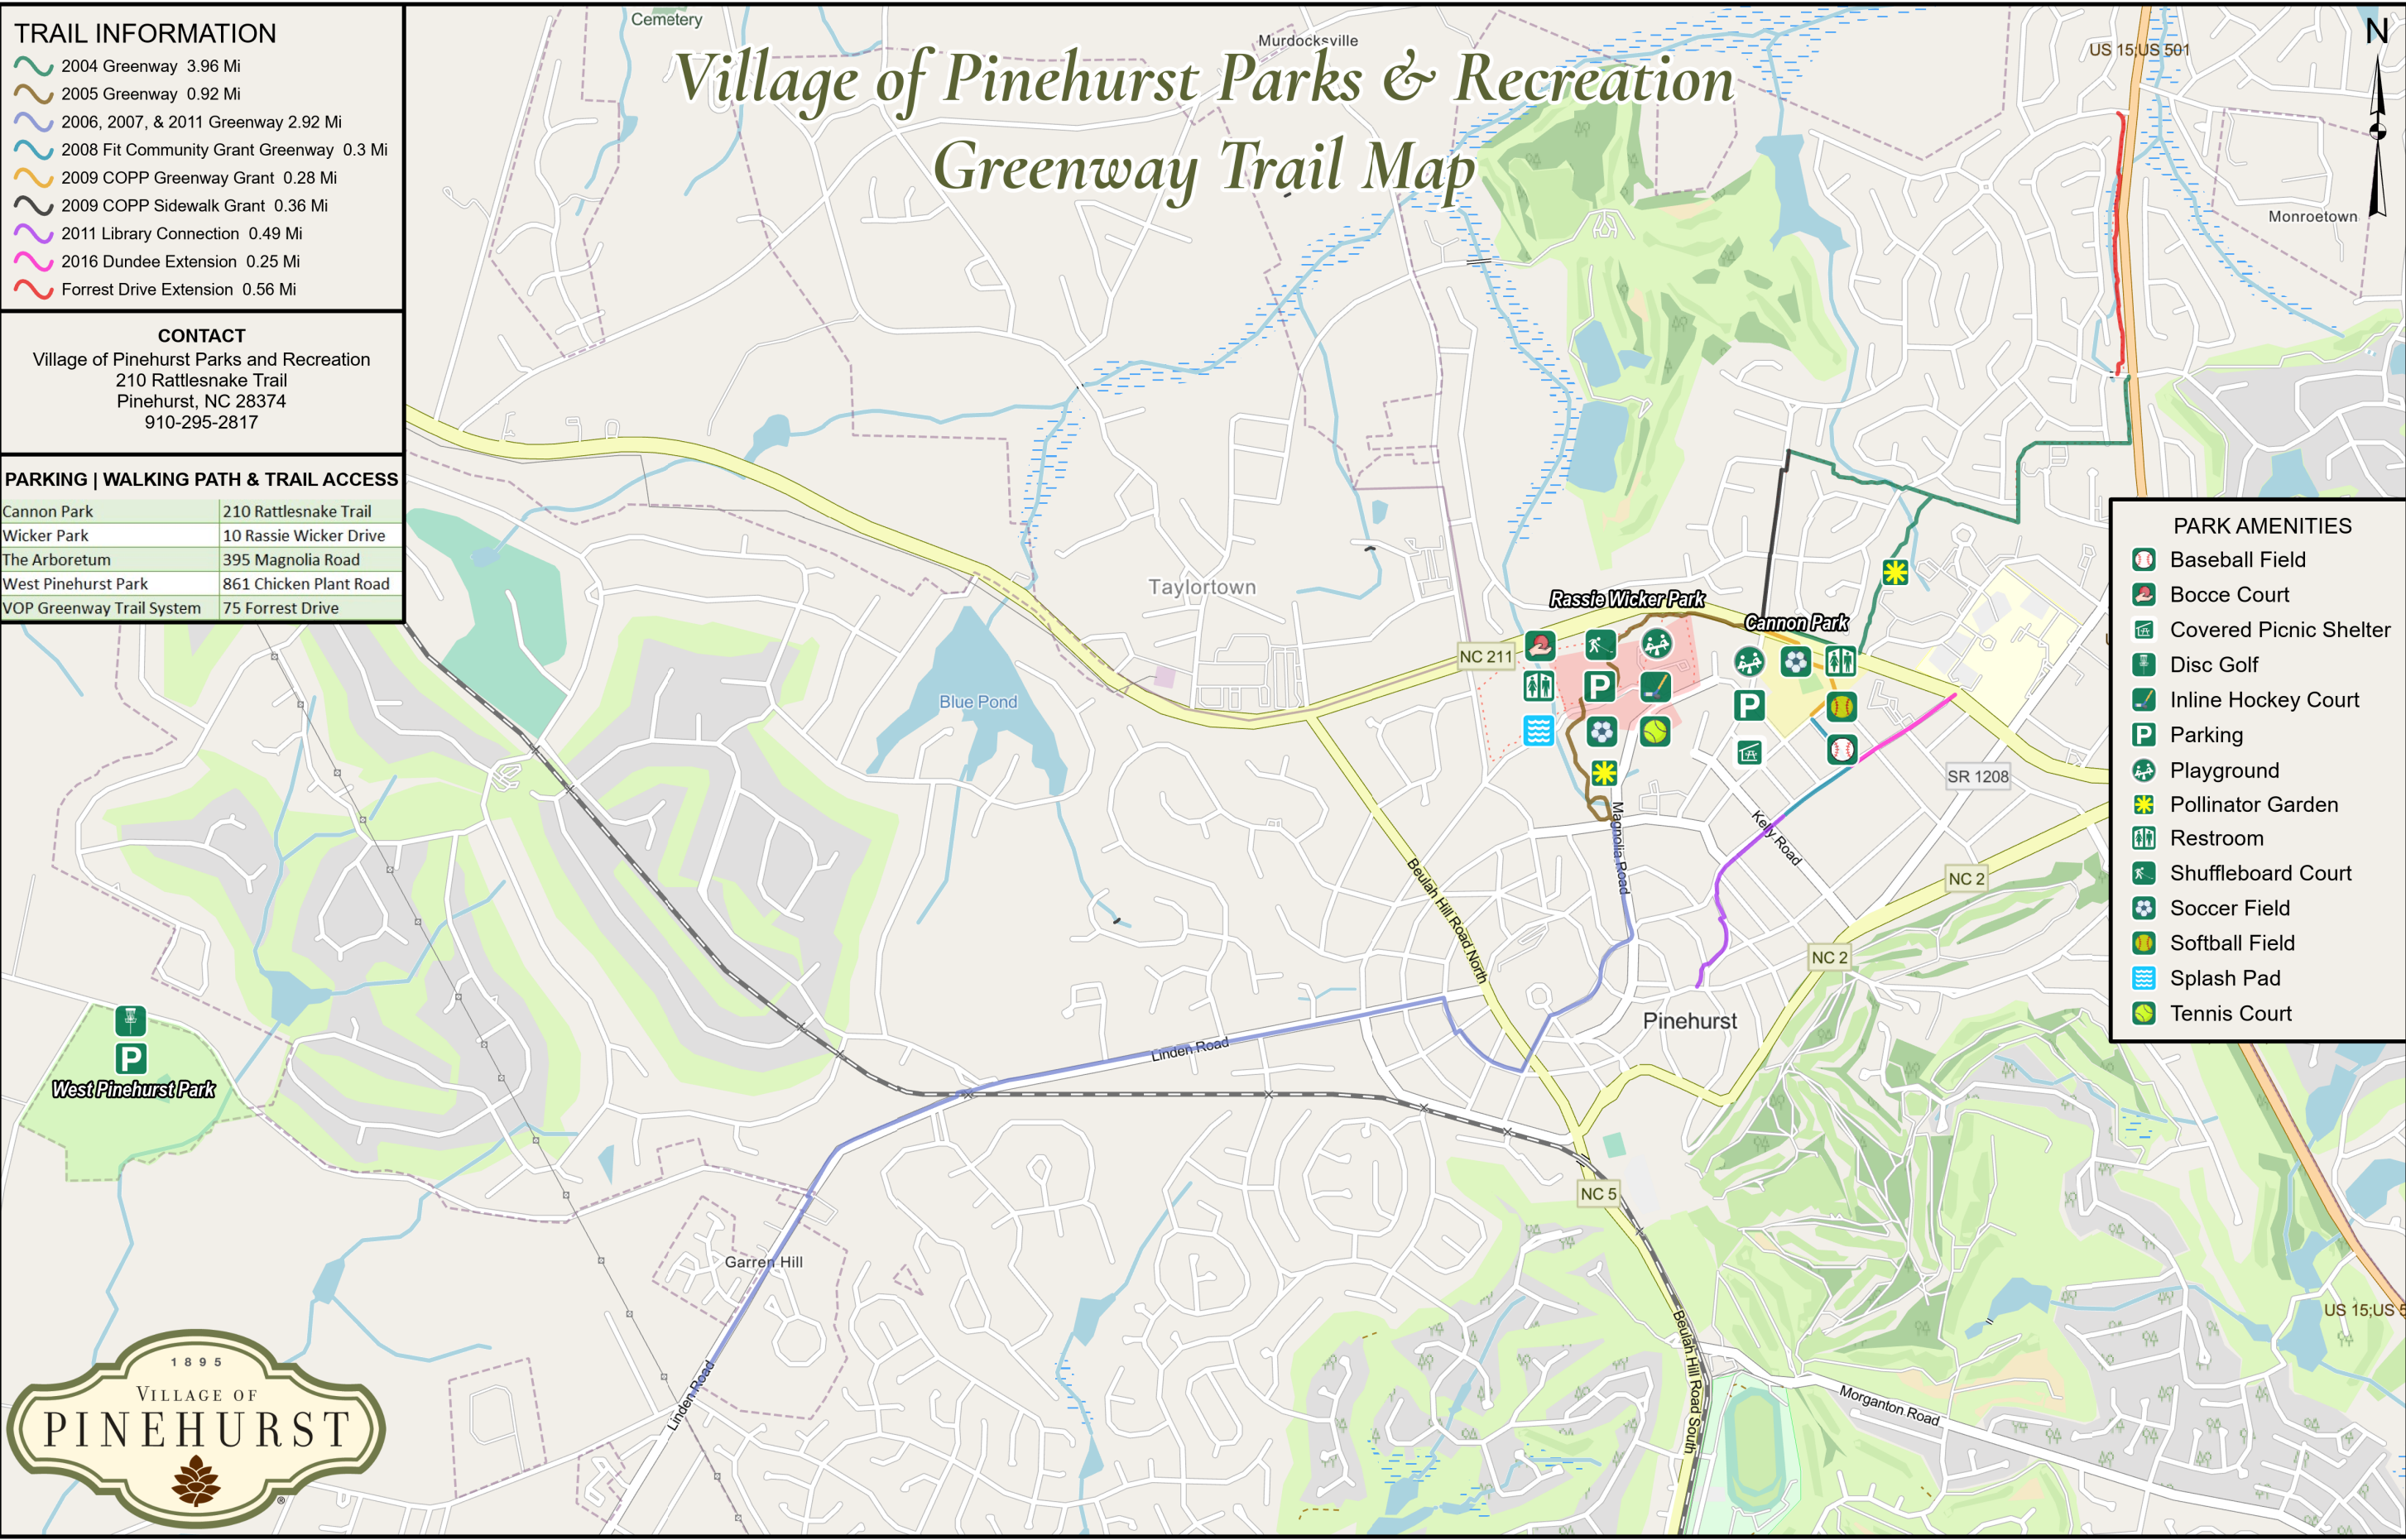 Village of Pinehurst Parks & Recreation
Greenway Trail Map
TRAIL INFORMATION
2004 Greenway 3.96 Mi
2005 Greenway 0.92 Mi
2006, 2007, & 2011 Greenway 2.92 Mi
2008 Fit Community Grant Greenway 0.3 Mi
2009 COPP Greenway Grant 0.28 Mi
2009 COPP Sidewalk Grant 0.36 Mi
2011 Library Connection 0.49 Mi
2016 Dundee Extension 0.25 Mi
Forrest Drive Extension 0.56 Mi
CONTACT
Village of Pinehurst Parks and Recreation
210 Rattlesnake Trail
Pinehurst, NC 28374
910-295-2817
PARKING | WALKING PATH & TRAIL ACCESS
Cannon Park 210 Rattlesnake Trail
Wicker Park 10 Rassie Wicker Drive
The Arboretum 395 Magnolia Road
West Pinehurst Park 861 Chicken Plant Road
VOP Greenway Trail System 75 Forrest Drive
Cemetery
Murdocksville
US 15;US 501
N
Monroetown
Taylortown
Rassie Wicker Park
Cannon Park
NC 211
P
P
Blue Pond
SR 1208
Magnolia Road
Kelly Road
Beulah Hill Road North
NC 2
NC 2
Pinehurst
Linden Road
P
West Pinehurst Park
NC 5
Garren Hill
Linden Road
Beulah Hill Road South
Morganton Road
US 15;US 5
PARK AMENITIES
Baseball Field
Bocce Court
Covered Picnic Shelter
Disc Golf
Inline Hockey Court
P Parking
Playground
Pollinator Garden
Restroom
Shuffleboard Court
Soccer Field
Softball Field
Splash Pad
Tennis Court
1895
VILLAGE OF
PINEHURST
®